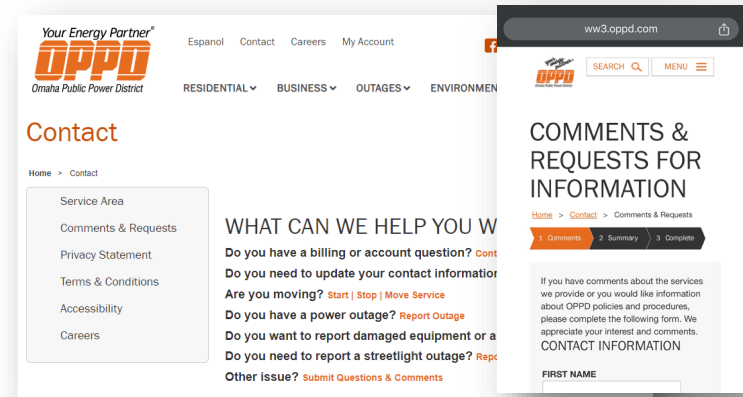 Your Energy Partner®
OPPD
Omaha Public Power District
Espanol Contact Careers My Account
RESIDENTIAL BUSINESS OUTAGES ENVIRONMEN
Contact
Home > Contact
Service Area
Comments & Requests
Privacy Statement
Terms & Conditions
Accessibility
Careers
WHAT CAN WE HELP YOU W
Do you have a billing or account question? Cont
Do you need to update your contact information
Are you moving? Start | Stop | Move Service
Do you have a power outage? Report Outage
Do you want to report damaged equipment or a
Do you need to report a streetlight outage? Repo
Other issue? Submit Questions & Comments
ww3.oppd.com
OPPD
Omaha Public Power District
SEARCH MENU
COMMENTS &
REQUESTS FOR
INFORMATION
Home > Contact > Comments & Requests
1 Comments 2 Summary 3 Complete
If you have comments about the services
we provide or you would like information
about OPPD policies and procedures,
please complete the following form. We
appreciate your interest and comments.
CONTACT INFORMATION
FIRST NAME